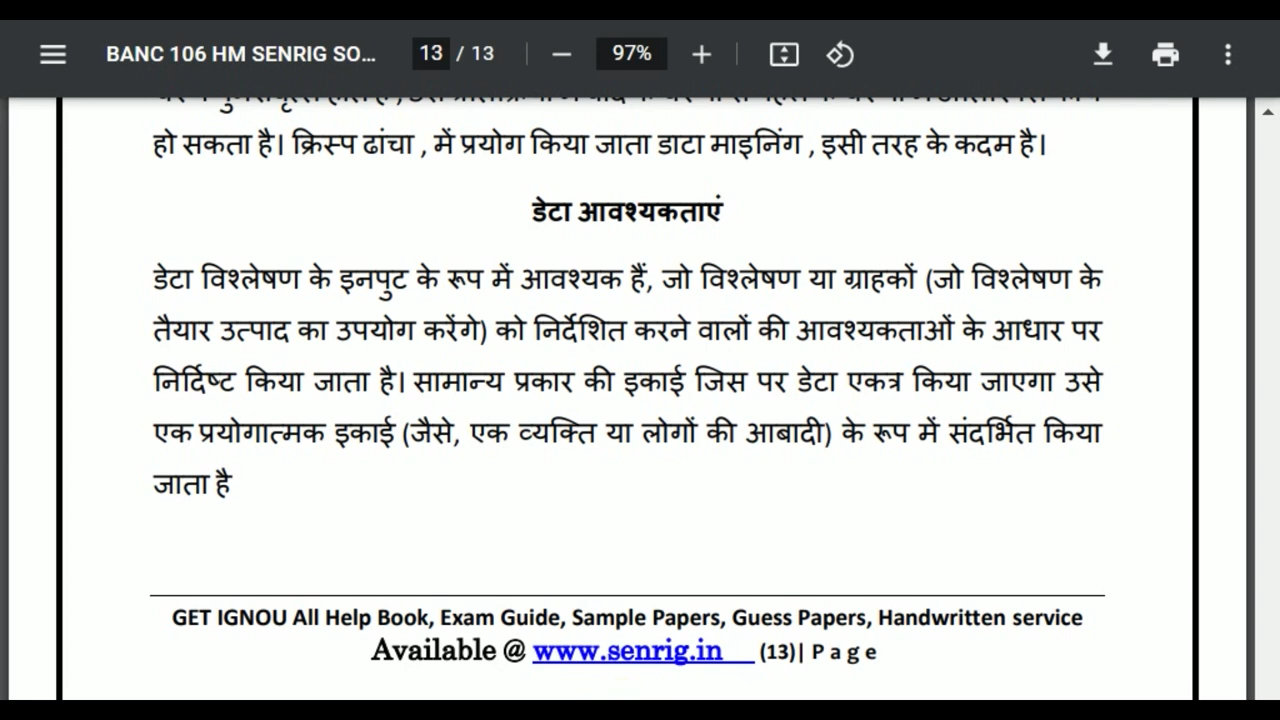 BANC 106 HM SENRIG SO... 13 / 13 97%
हो सकता है। क्रिस्प ढांचा , में प्रयोग किया जाता डाटा माइनिंग , इसी तरह के कदम है।
डेटा आवश्यकताएं
डेटा विश्लेषण के इनपुट के रूप में आवश्यक हैं, जो विश्लेषण या ग्राहकों (जो विश्लेषण के
तैयार उत्पाद का उपयोग करेंगे) को निर्देशित करने वालों की आवश्यकताओं के आधार पर
निर्दिष्ट किया जाता है। सामान्य प्रकार की इकाई जिस पर डेटा एकत्र किया जाएगा उसे
एक प्रयोगात्मक इकाई (जैसे, एक व्यक्ति या लोगों की आबादी) के रूप में संदर्भित किया
जाता है
GET IGNOU All Help Book, Exam Guide, Sample Papers, Guess Papers, Handwritten service
Available @ www.senrig.in (13)| P a g e